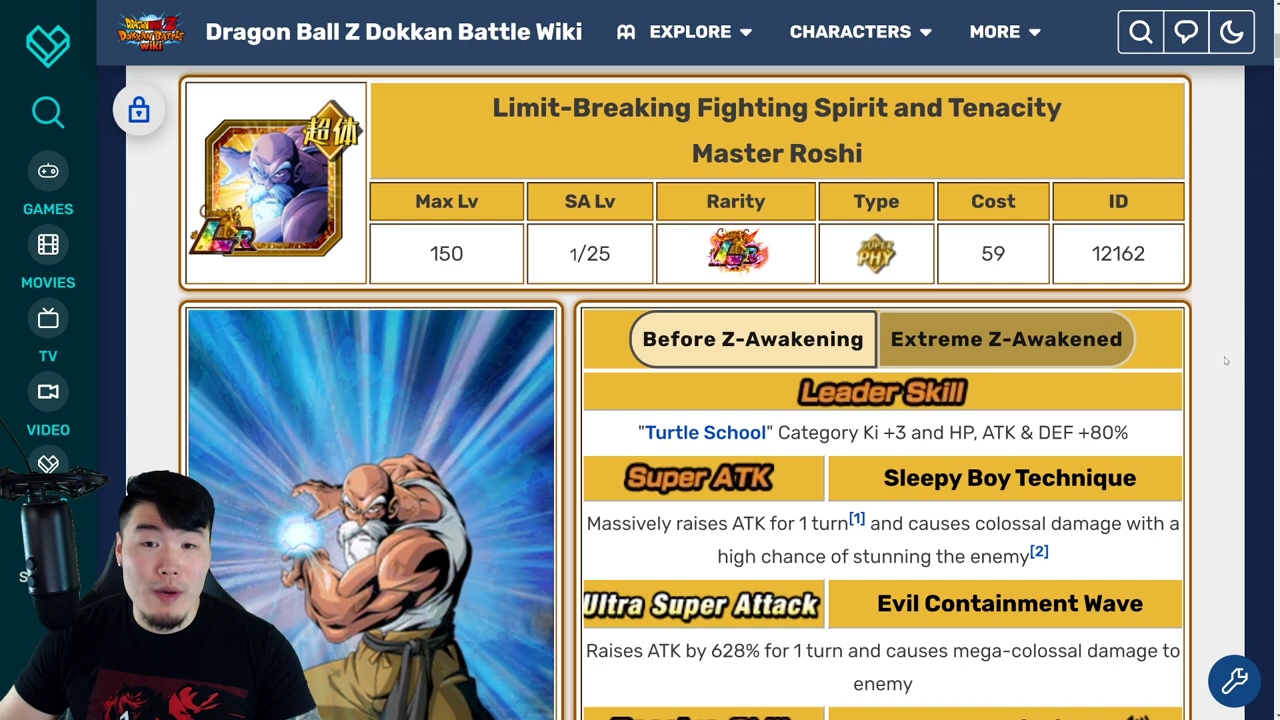 Dragon Ball Z Dokkan Battle Wiki
EXPLORE
CHARACTERS
MORE
GAMES
MOVIES
TV
VIDEO
S
Limit-Breaking Fighting Spirit and Tenacity
Master Roshi
Max Lv
SA Lv
Rarity
Type
Cost
ID
150
1/25
LR
SUPER PHY
59
12162
超体
LR
Before Z-Awakening
Extreme Z-Awakened
Leader Skill
"Turtle School" Category Ki +3 and HP, ATK & DEF +80%
Super ATK
Sleepy Boy Technique
Massively raises ATK for 1 turn[1] and causes colossal damage with a
high chance of stunning the enemy[2]
Ultra Super Attack
Evil Containment Wave
Raises ATK by 628% for 1 turn and causes mega-colossal damage to
enemy